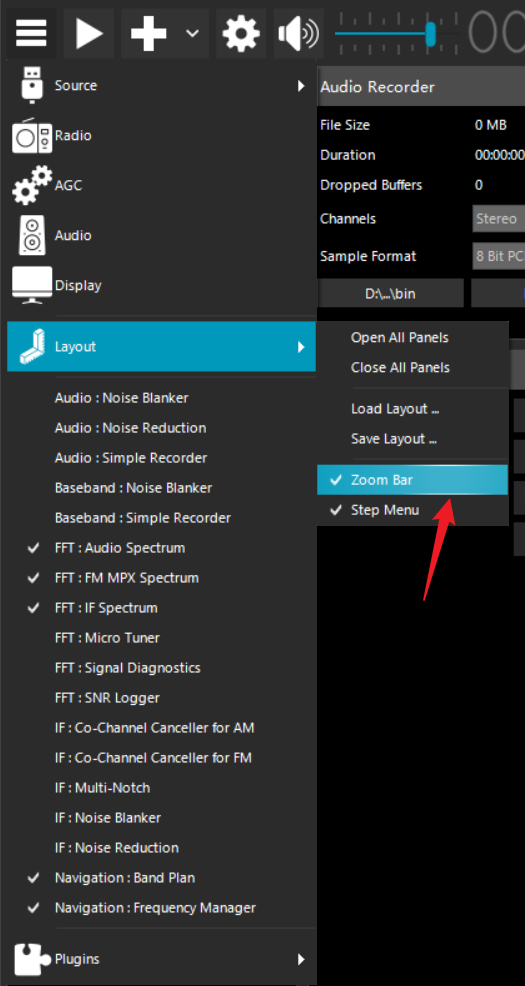 Source
Radio
AGC
Audio
Display
Layout
Audio : Noise Blanker
Audio : Noise Reduction
Audio : Simple Recorder
Baseband : Noise Blanker
Baseband : Simple Recorder
FFT : Audio Spectrum
FFT : FM MPX Spectrum
FFT : IF Spectrum
FFT : Micro Tuner
FFT : Signal Diagnostics
FFT : SNR Logger
IF : Co-Channel Canceller for AM
IF : Co-Channel Canceller for FM
IF : Multi-Notch
IF : Noise Blanker
IF : Noise Reduction
Navigation : Band Plan
Navigation : Frequency Manager
Plugins
Audio Recorder
File Size 0 MB
Duration 00:00:00
Dropped Buffers 0
Channels Stereo
Sample Format 8 Bit PC
D:\...\bin
Open All Panels
Close All Panels
Load Layout ...
Save Layout ...
Zoom Bar
Step Menu